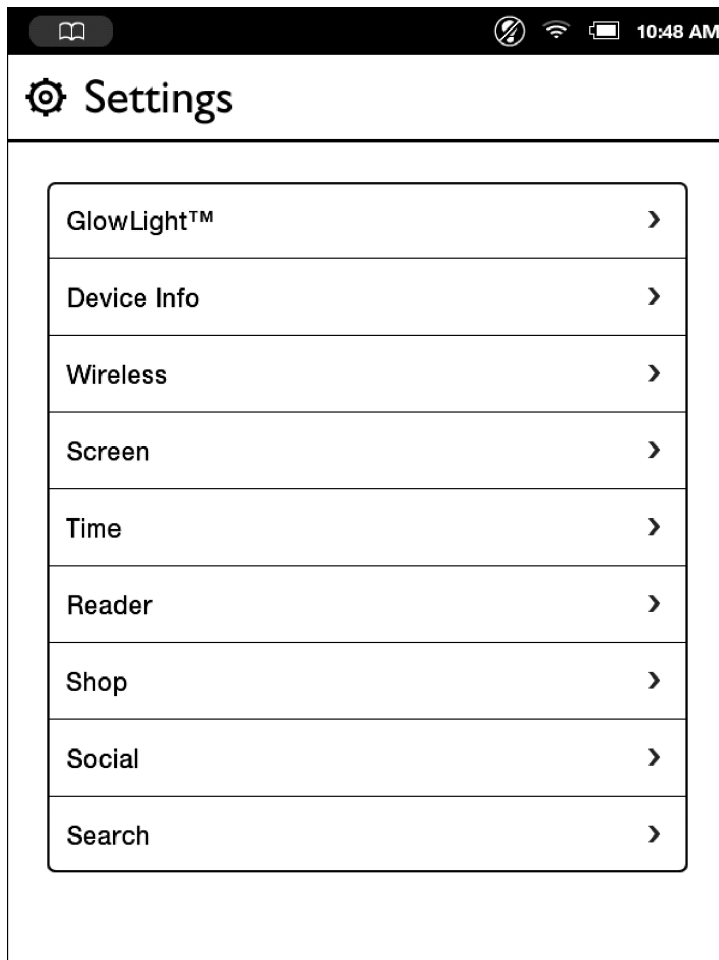 10:48 AM
Settings
GlowLight™
Device Info
Wireless
Screen
Time
Reader
Shop
Social
Search